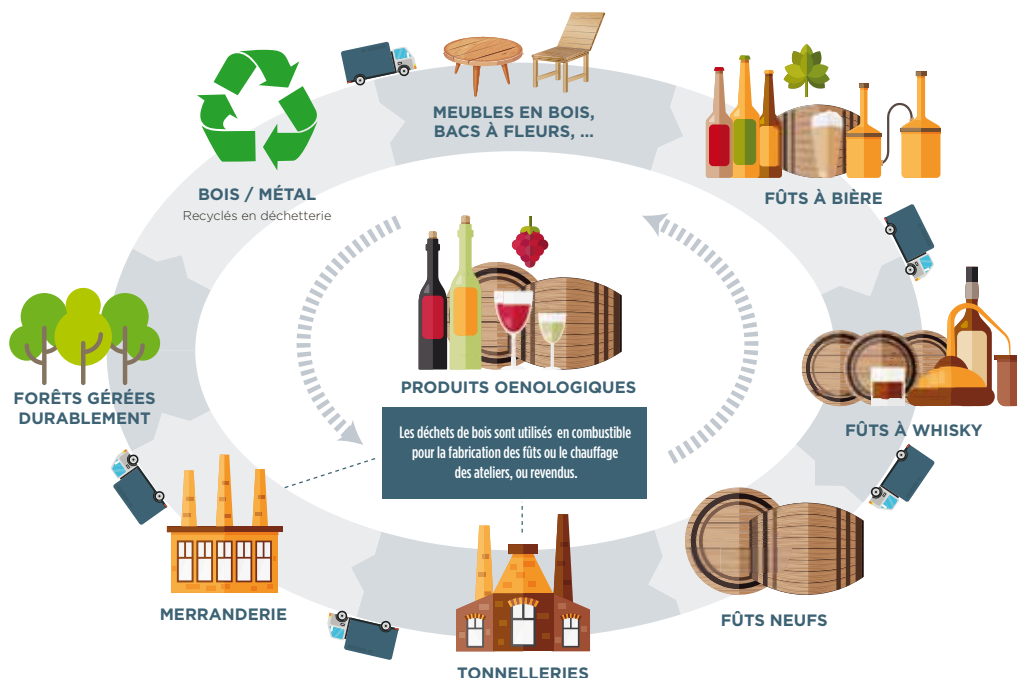 MEUBLES EN BOIS,
BACS À FLEURS, ...
BOIS / MÉTAL
Recyclés en déchetterie
FÛTS À BIÈRE
FORÊTS GÉRÉES
DURABLEMENT
PRODUITS OENOLOGIQUES
Les déchets de bois sont utilisés en combustible
pour la fabrication des fûts ou le chauffage
des ateliers, ou revendus.
FÛTS À WHISKY
MERRANDERIE
FÛTS NEUFS
TONNELLERIES